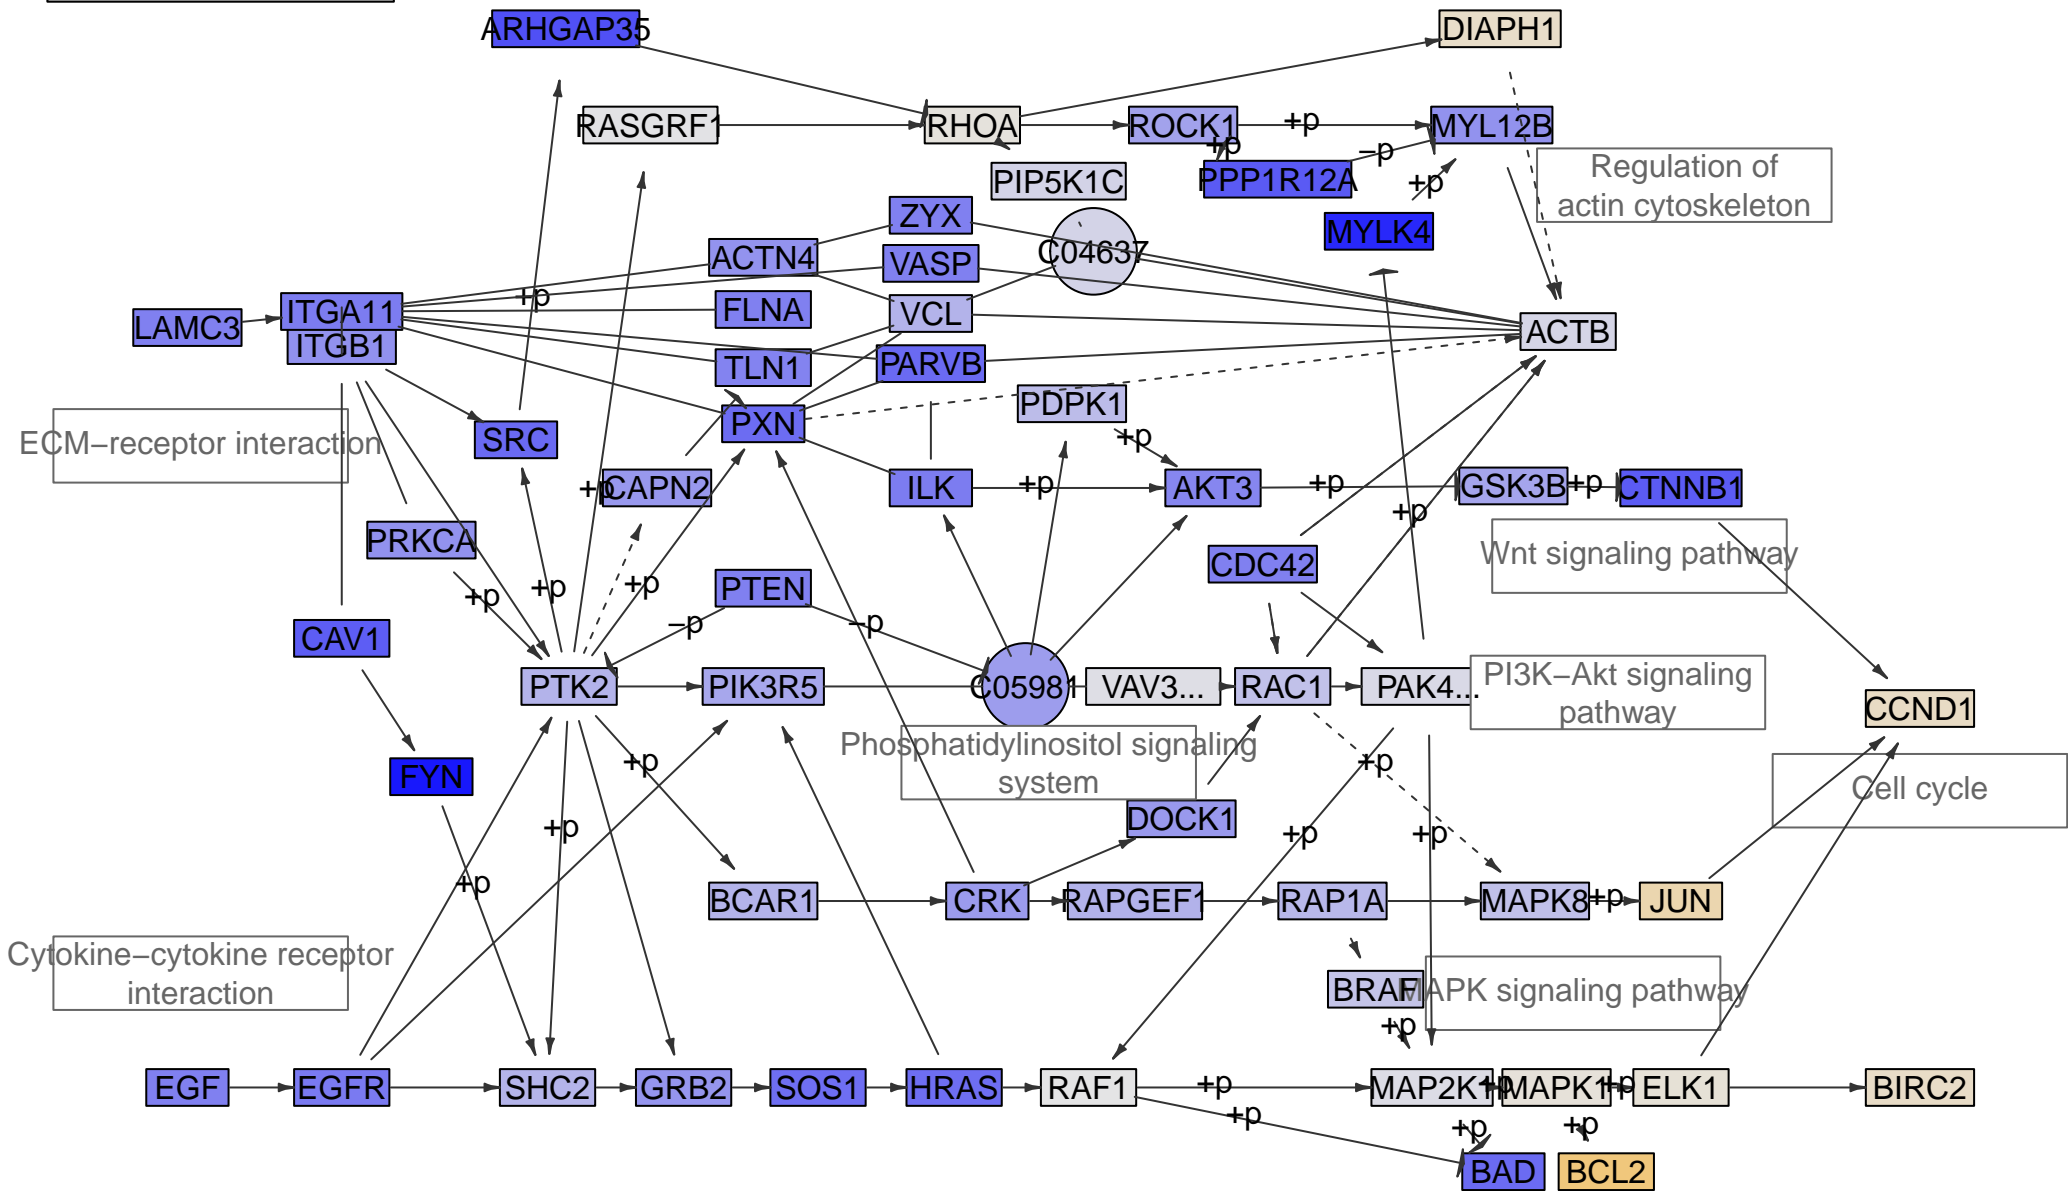 ARHGAP35
DIAPH1
RASGRF1
RHOA
ROCK1
+p
MYL12B
+p
−p
PIP5K1C
PPP1R12A
+p
Regulation of
actin cytoskeleton
ZYX
MYLK4
ACTN4
VASP
C04637
+p
LAMC3
ITGA11
FLNA
VCL
ITGB1
ACTB
TLN1
PARVB
PDPK1
PXN
+p
ECM−receptor interaction
SRC
+p
CAPN2
ILK
+p
AKT3
+p
GSK3B
+p
CTNNB1
+p
PRKCA
Wnt signaling pathway
CDC42
+p
+p
+p
PTEN
−p
−p
CAV1
PTK2
PIK3R5
C05981
VAV3...
RAC1
PAK4...
PI3K−Akt signaling
pathway
CCND1
Phosphatidylinositol signaling
system
+p
+p
FYN
Cell cycle
DOCK1
+p
+p
+p
+p
BCAR1
CRK
RAPGEF1
RAP1A
MAPK8
+p
JUN
Cytokine−cytokine receptor
interaction
BRAF
MAPK signaling pathway
+p
EGF
EGFR
SHC2
GRB2
SOS1
HRAS
RAF1
+p
MAP2K1
+p
MAPK1
+p
ELK1
BIRC2
+p
+p
+p
BAD
BCL2